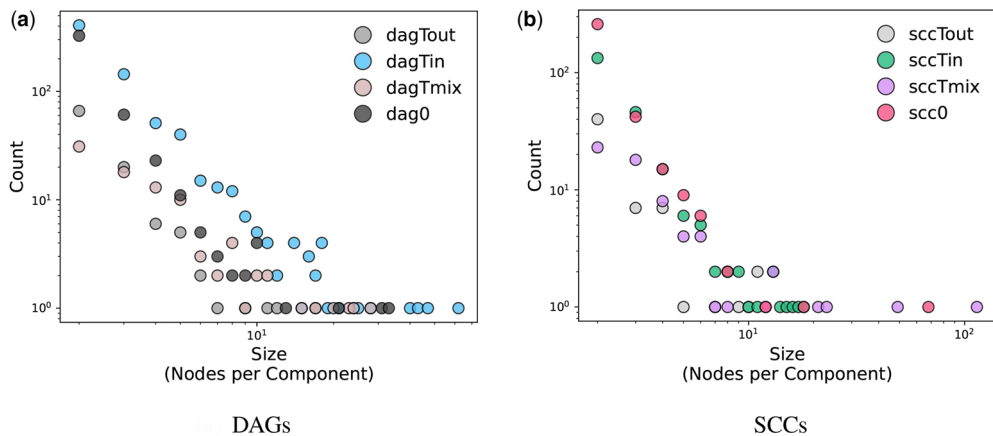 (a)
dagTout
dagTin
dagTmix
dag0
10²
10¹
10⁰
Count
10¹
Size
(Nodes per Component)
DAGs
(b)
sccTout
sccTin
sccTmix
scc0
10²
10¹
10⁰
Count
10¹
10²
Size
(Nodes per Component)
SCCs